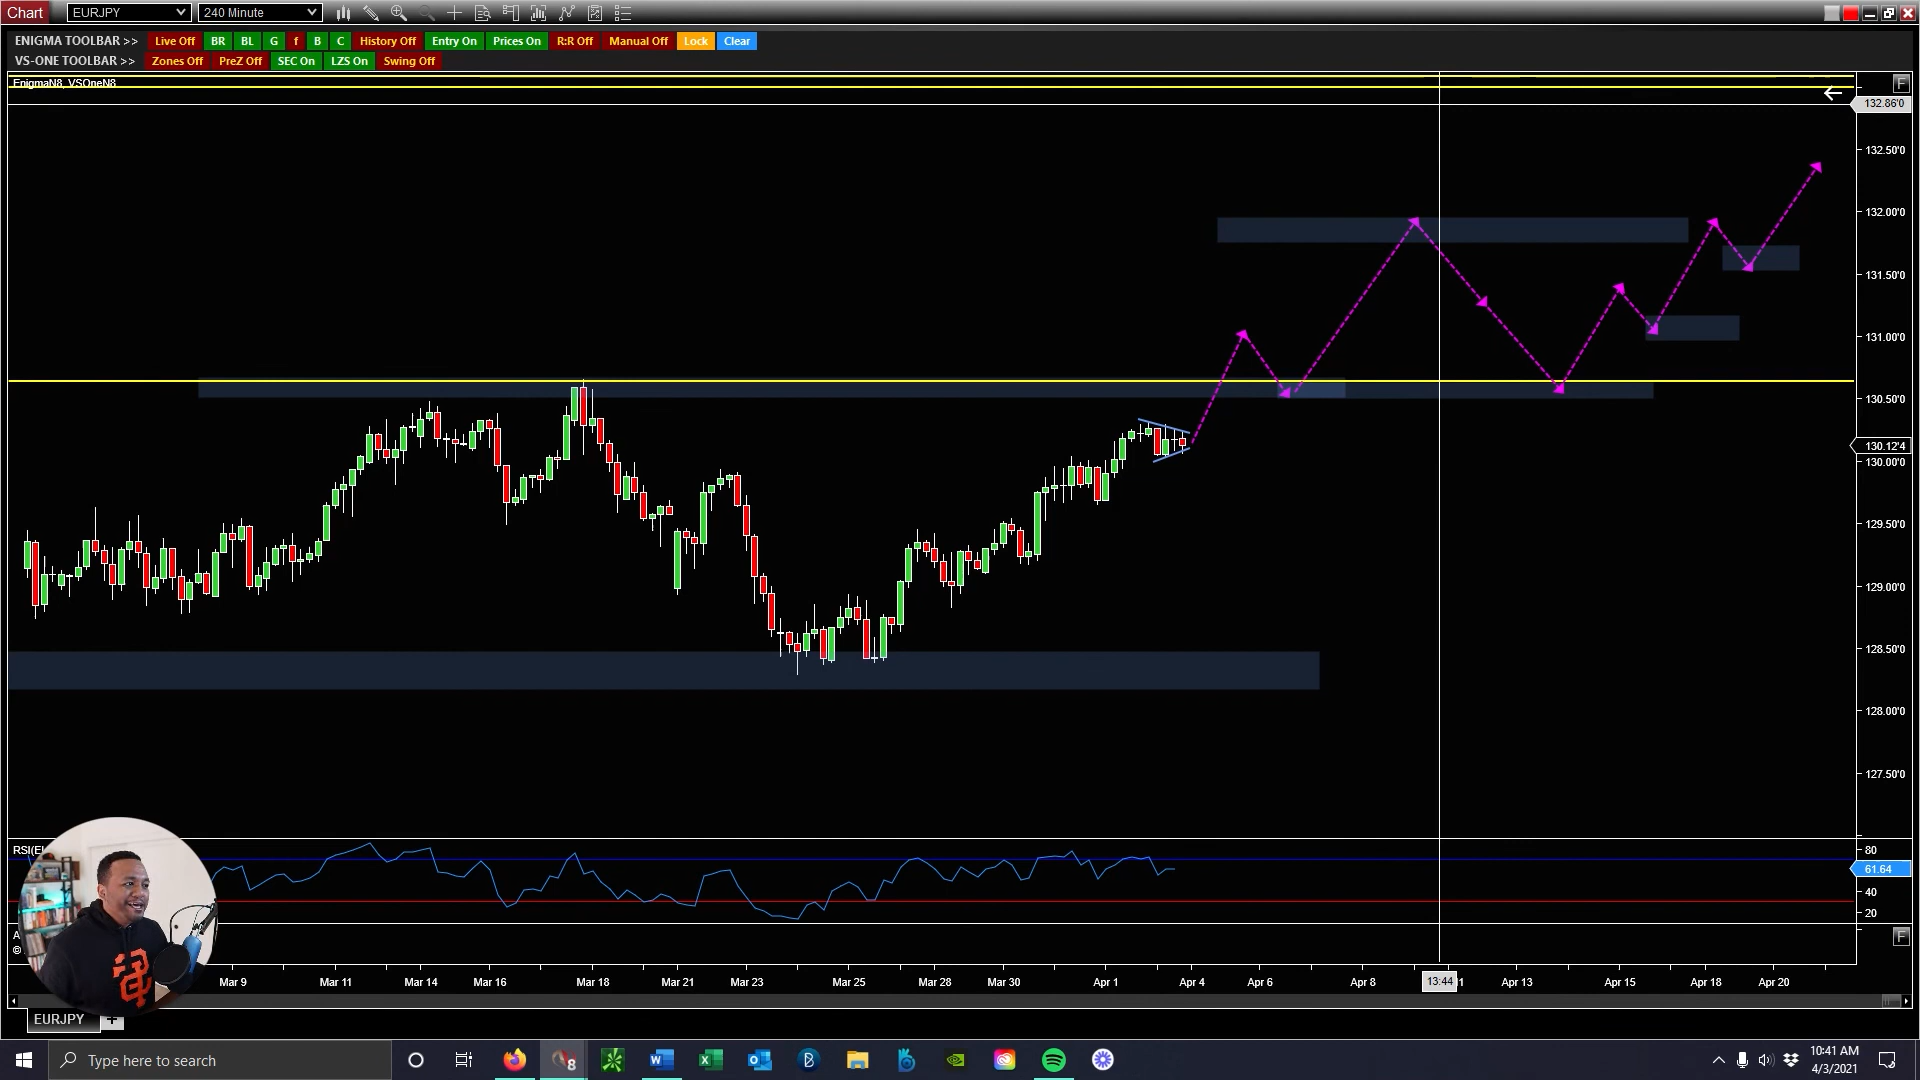 Chart EURJPY 240 Minute
ENIGMA TOOLBAR >> Live Off BR BL G f B C History Off Entry On Prices On R:R Off Manual Off Lock Clear
VS-ONE TOOLBAR >> Zones Off PreZ Off SEC On LZS On Swing Off
EnigmaN8, VSOneN8
F
132.86'0
132.50'0
132.00'0
131.50'0
131.00'0
130.50'0
130.12'4
130.00'0
129.50'0
129.00'0
128.50'0
128.00'0
127.50'0
80
61.64
40
20
F
Mar 9 Mar 11 Mar 14 Mar 16 Mar 18 Mar 21 Mar 23 Mar 25 Mar 28 Mar 30 Apr 1 Apr 4 Apr 6 Apr 8 13:44 Apr 13 Apr 15 Apr 18 Apr 20
EURJPY +
Type here to search
10:41 AM
4/3/2021